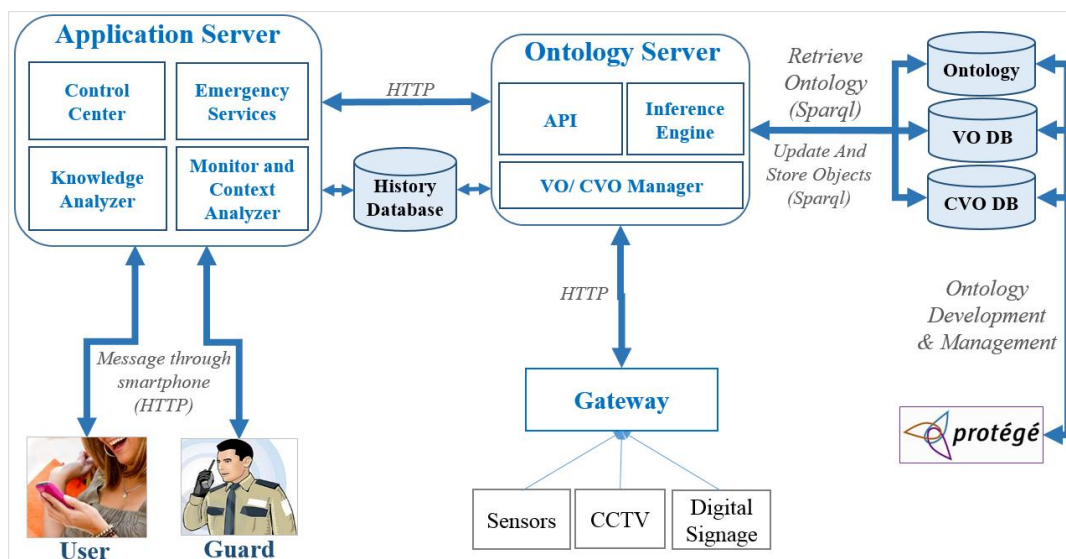 Application Server
Control
Center
Emergency
Services
Knowledge
Analyzer
Monitor and
Context
Analyzer
HTTP
History
Database
Ontology Server
API
Inference
Engine
VO/ CVO Manager
Retrieve
Ontology
(Sparql)
Update And
Store Objects
(Sparql)
Ontology
VO DB
CVO DB
Ontology
Development
& Management
protégé
HTTP
Gateway
Sensors
CCTV
Digital
Signage
Message through
smartphone
(HTTP)
User
Guard